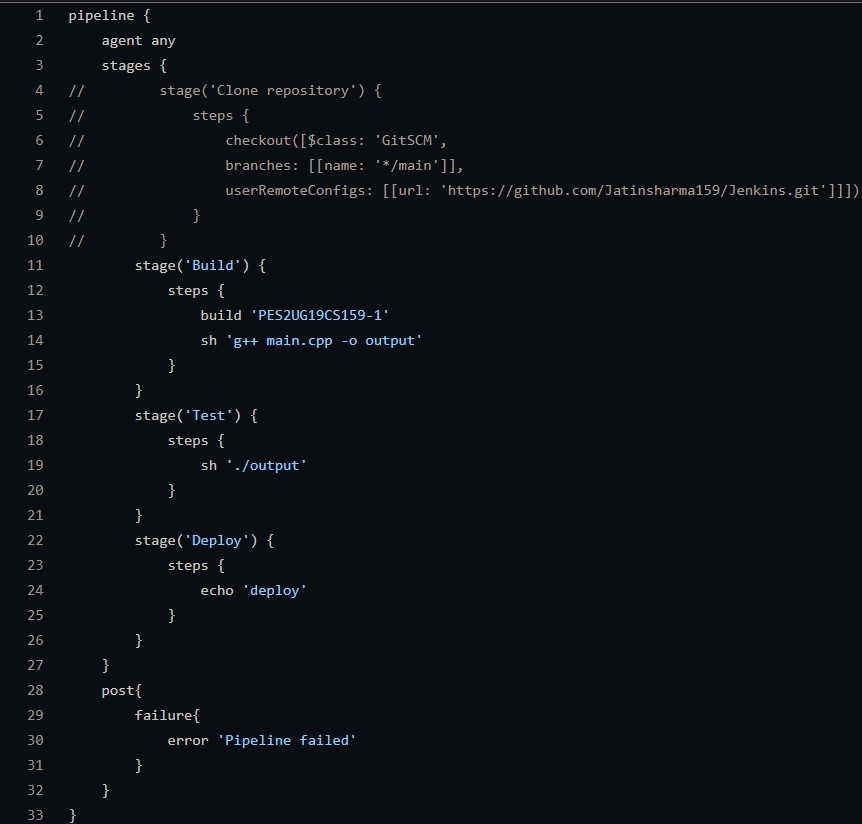 1 pipeline {
2     agent any
3     stages {
4 //         stage('Clone repository') {
5 //             steps {
6 //                 checkout([$class: 'GitSCM',
7 //                 branches: [[name: '*/main']],
8 //                 userRemoteConfigs: [[url: 'https://github.com/Jatinsharma159/Jenkins.git']]])
9 //             }
10 //         }
11         stage('Build') {
12             steps {
13                 build 'PES2UG19CS159-1'
14                 sh 'g++ main.cpp -o output'
15             }
16         }
17         stage('Test') {
18             steps {
19                 sh './output'
20             }
21         }
22         stage('Deploy') {
23             steps {
24                 echo 'deploy'
25             }
26         }
27     }
28     post{
29         failure{
30             error 'Pipeline failed'
31         }
32     }
33 }